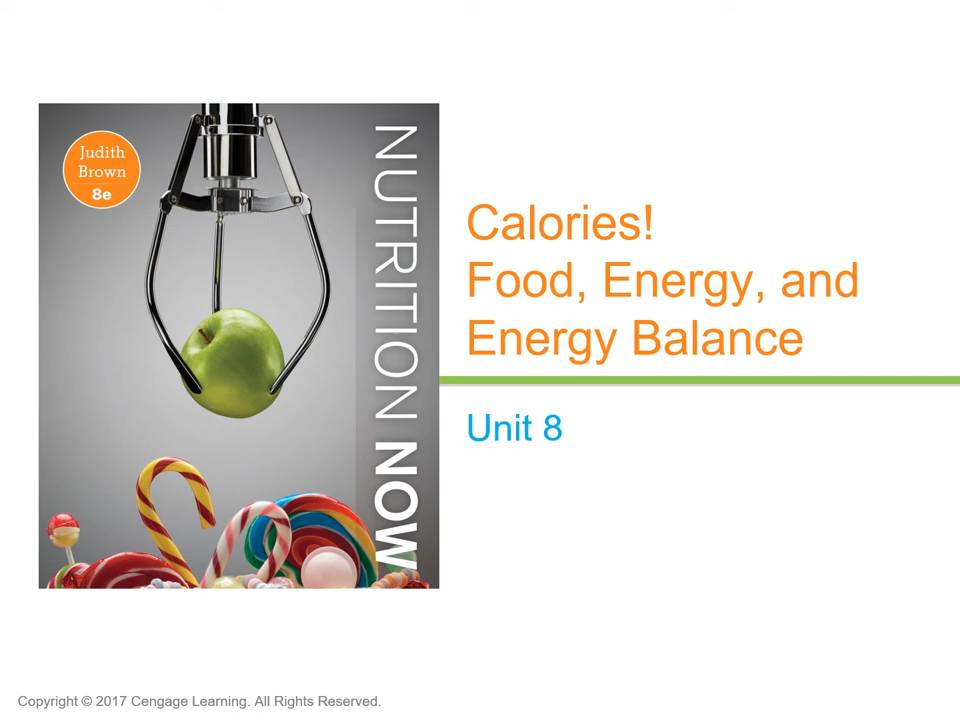 Judith
Brown
8e
NUTRITION NOW
Calories!
Food, Energy, and
Energy Balance
Unit 8
Copyright © 2017 Cengage Learning. All Rights Reserved.